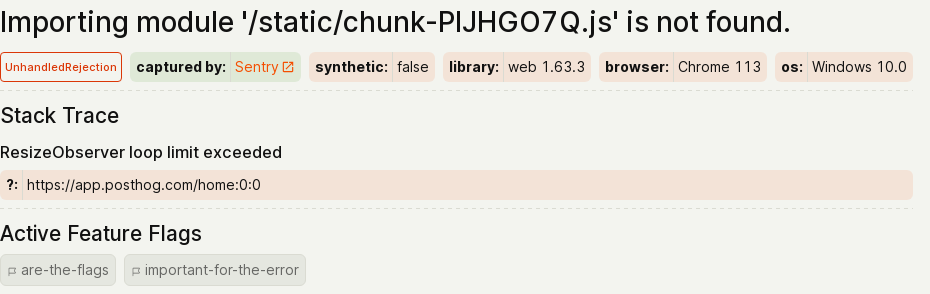 Importing module '/static/chunk-PIJHGO7Q.js' is not found.
UnhandledRejection captured by: Sentry synthetic: false library: web 1.63.3 browser: Chrome 113 os: Windows 10.0
Stack Trace
ResizeObserver loop limit exceeded
?: https://app.posthog.com/home:0:0
Active Feature Flags
are-the-flags important-for-the-error